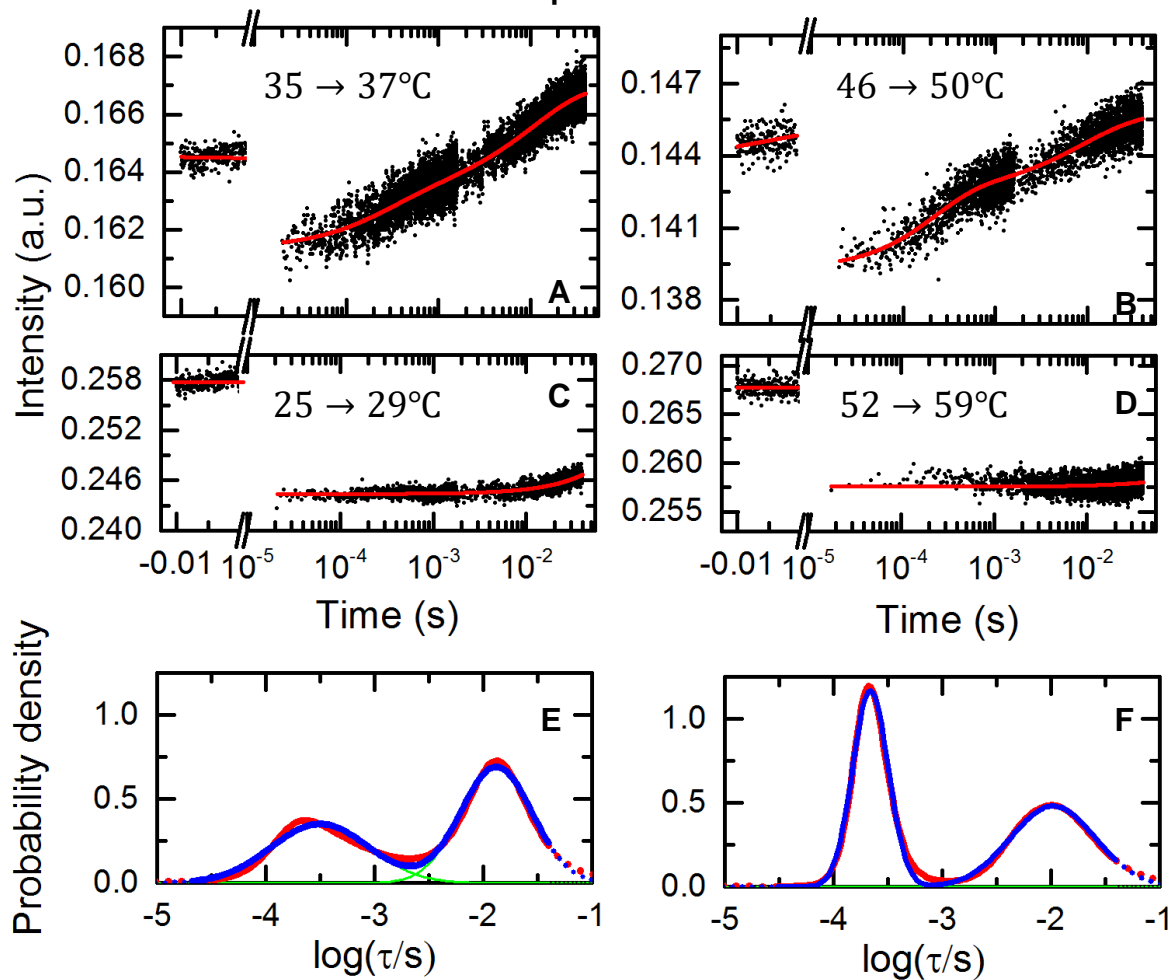 Intensity (a.u.)
0.168
0.166
0.164
0.162
0.160
35 → 37°C
A
0.147
0.144
0.141
0.138
46 → 50°C
B
0.258
0.252
0.246
0.240
25 → 29°C
C
-0.01 10⁻⁵ 10⁻⁴ 10⁻³ 10⁻²
Time (s)
0.270
0.265
0.260
0.255
52 → 59°C
D
-0.01 10⁻⁵ 10⁻⁴ 10⁻³ 10⁻²
Time (s)
Probability density
1.0
0.5
0.0
E
-5 -4 -3 -2 -1
log(τ/s)
1.0
0.5
0.0
F
-5 -4 -3 -2 -1
log(τ/s)